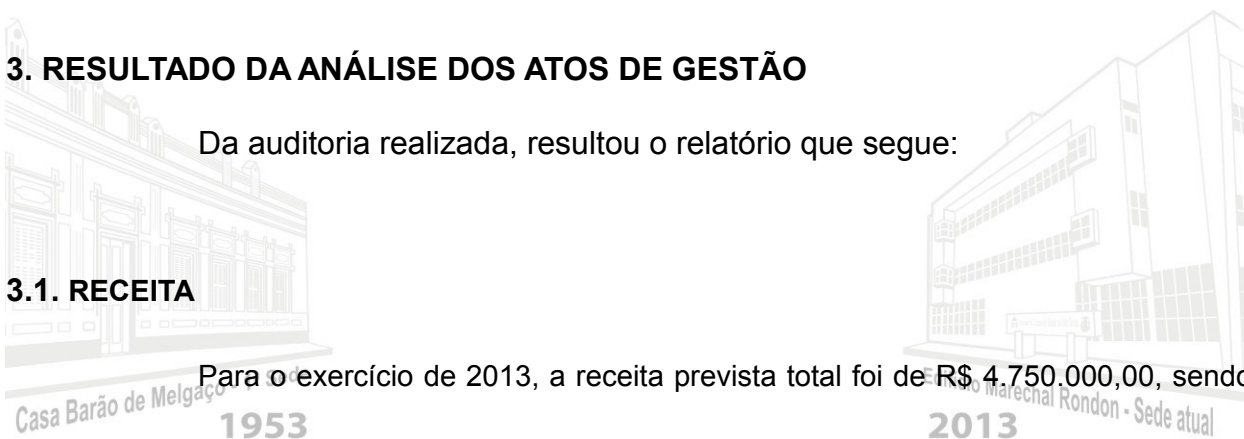 3. RESULTADO DA ANÁLISE DOS ATOS DE GESTÃO
Da auditoria realizada, resultou o relatório que segue:
3.1. RECEITA
Para o exercício de 2013, a receita prevista total foi de R$ 4.750.000,00, sendo
Casa Barão de Melgaço
1953
Marechal Rondon - Sede atual
2013